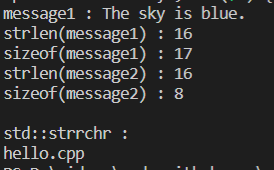 message1 : The sky is blue.
strlen(message1) : 16
sizeof(message1) : 17
strlen(message2) : 16
sizeof(message2) : 8

std::strrchr :
hello.cpp